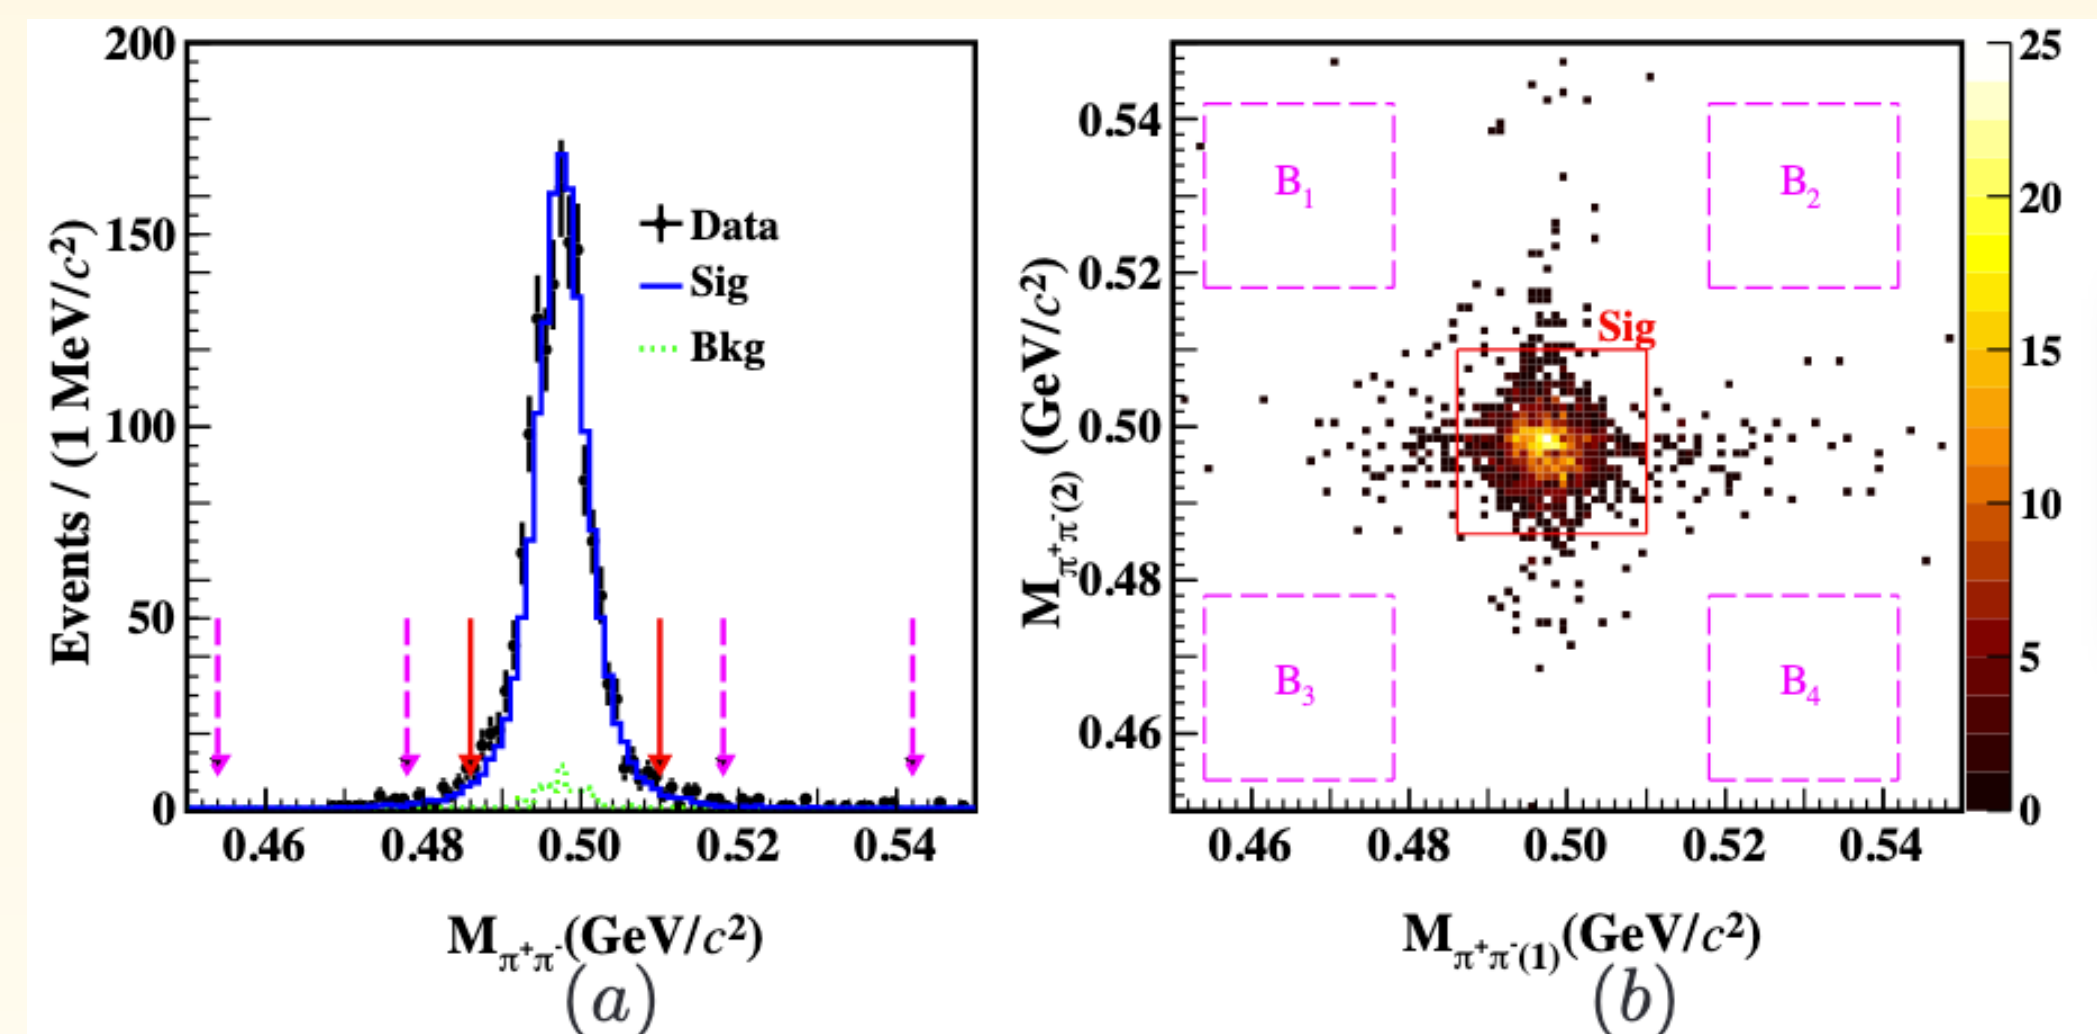 200
150
100
50
0
Events / (1 MeV/c²)
Data
Sig
Bkg
0.46 0.48 0.50 0.52 0.54
M_π⁺π⁻(GeV/c²)
(a)
0.54
0.52
0.50
0.48
0.46
M_π⁺π⁻(2) (GeV/c²)
B₁
B₂
Sig
B₃
B₄
25
20
15
10
5
0
0.46 0.48 0.50 0.52 0.54
M_π⁺π⁻(1)(GeV/c²)
(b)